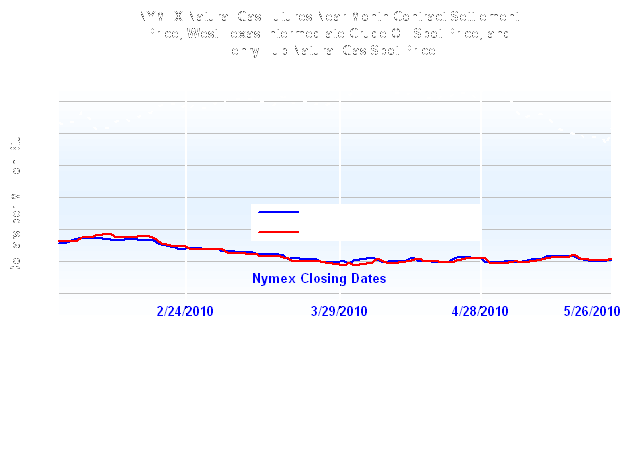 NYMEX Natural Gas Futures Near-Month Contract Settlement
Price, West Texas Intermediate Crude Oil Spot Price, and
Henry Hub Natural Gas Spot Price
Nymex Closing Dates
2/24/2010 3/29/2010 4/28/2010 5/26/2010